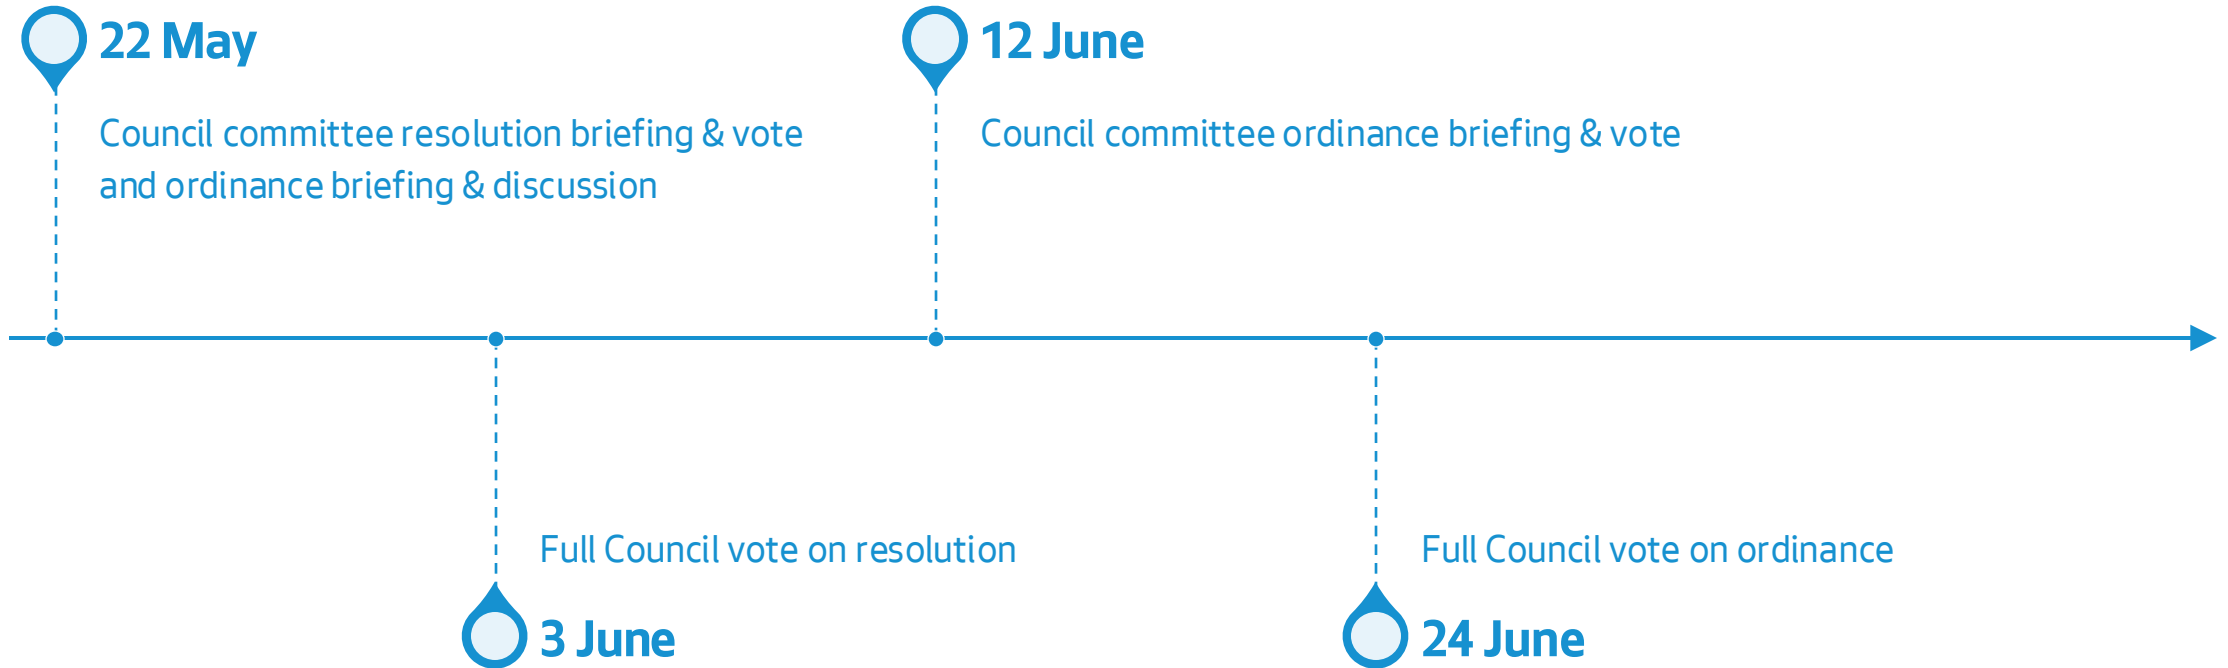 22 May
Council committee resolution briefing & vote
and ordinance briefing & discussion
12 June
Council committee ordinance briefing & vote
Full Council vote on resolution
3 June
Full Council vote on ordinance
24 June